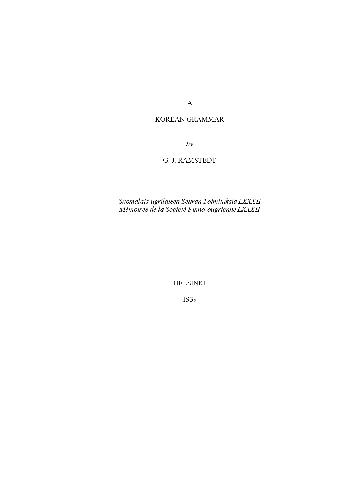 A
KOREAN GRAMMAR
by
G. J. RAMSTEDT
Suomalais-ugrilaisen Seuran Toimituksia LXXXII
Mémoires de la Société Finno-ougrienne LXXXII
HELSINKI
1939